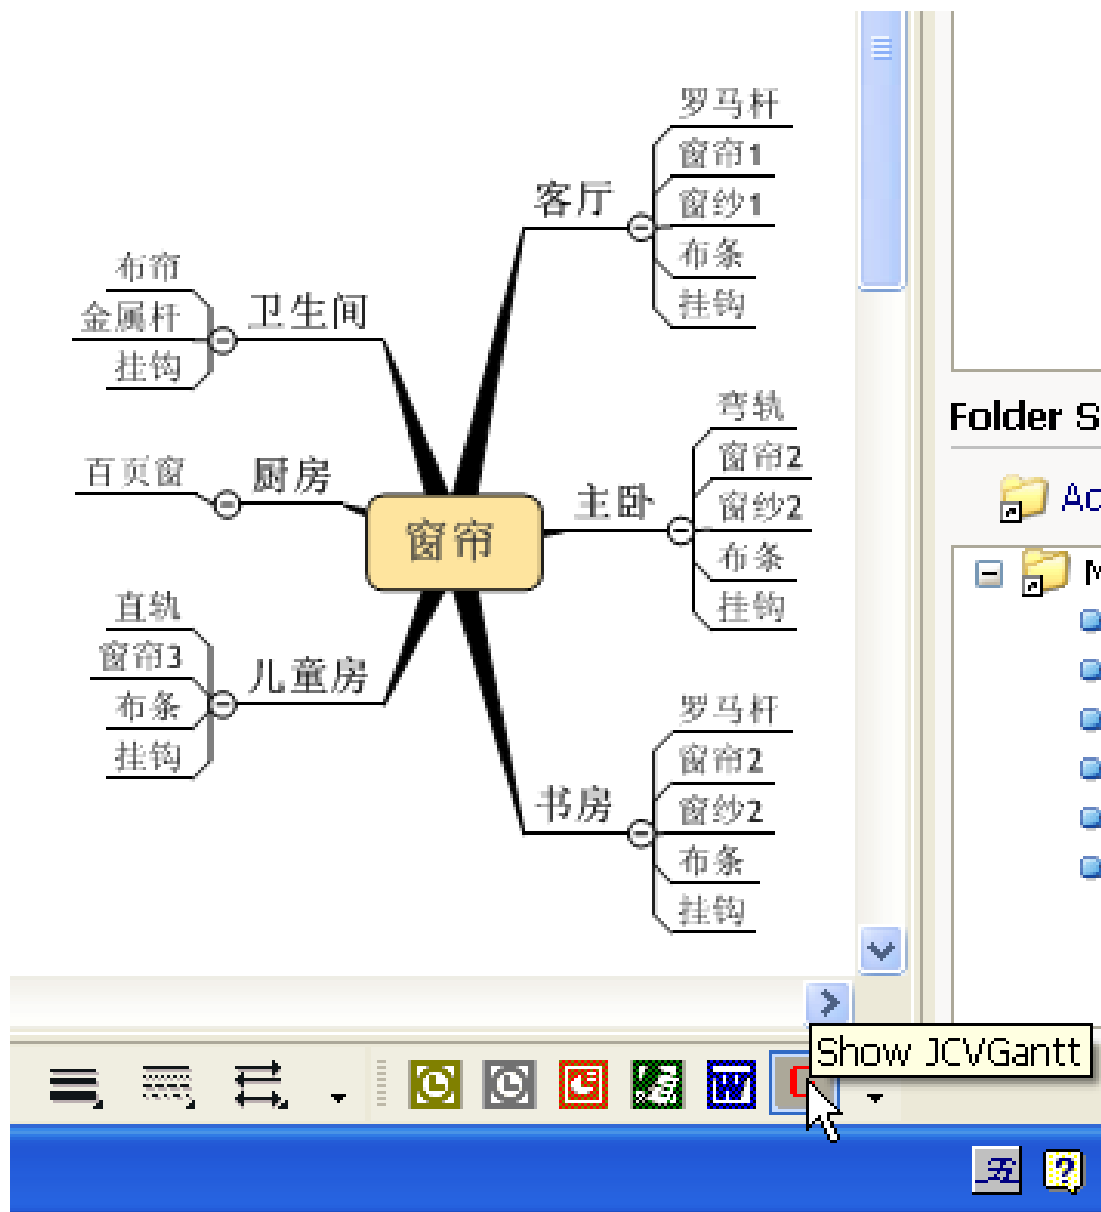 罗马杆
窗帘1
窗纱1
布条
挂钩
客厅
布帘
金属杆
挂钩
卫生间
弯轨
窗帘2
窗纱2
布条
挂钩
主卧
百页窗
厨房
窗帘
直轨
窗帘3
布条
挂钩
儿童房
罗马杆
窗帘2
窗纱2
布条
挂钩
书房
Folder S
Ac
M
Show JCVGantt
W
C
五
?